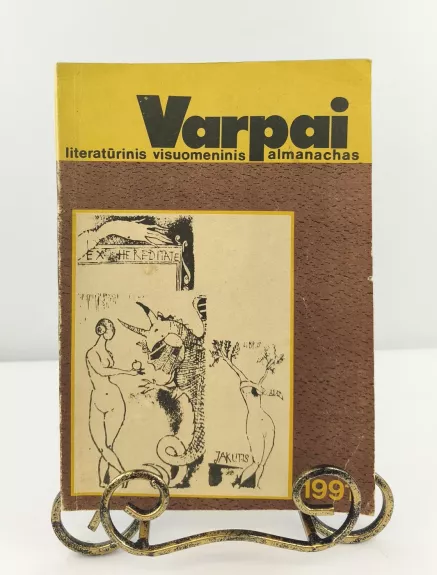 Varpai
literatūrinis visuomeninis almanachas
EX HEREDITATE
JAKUTIS
199